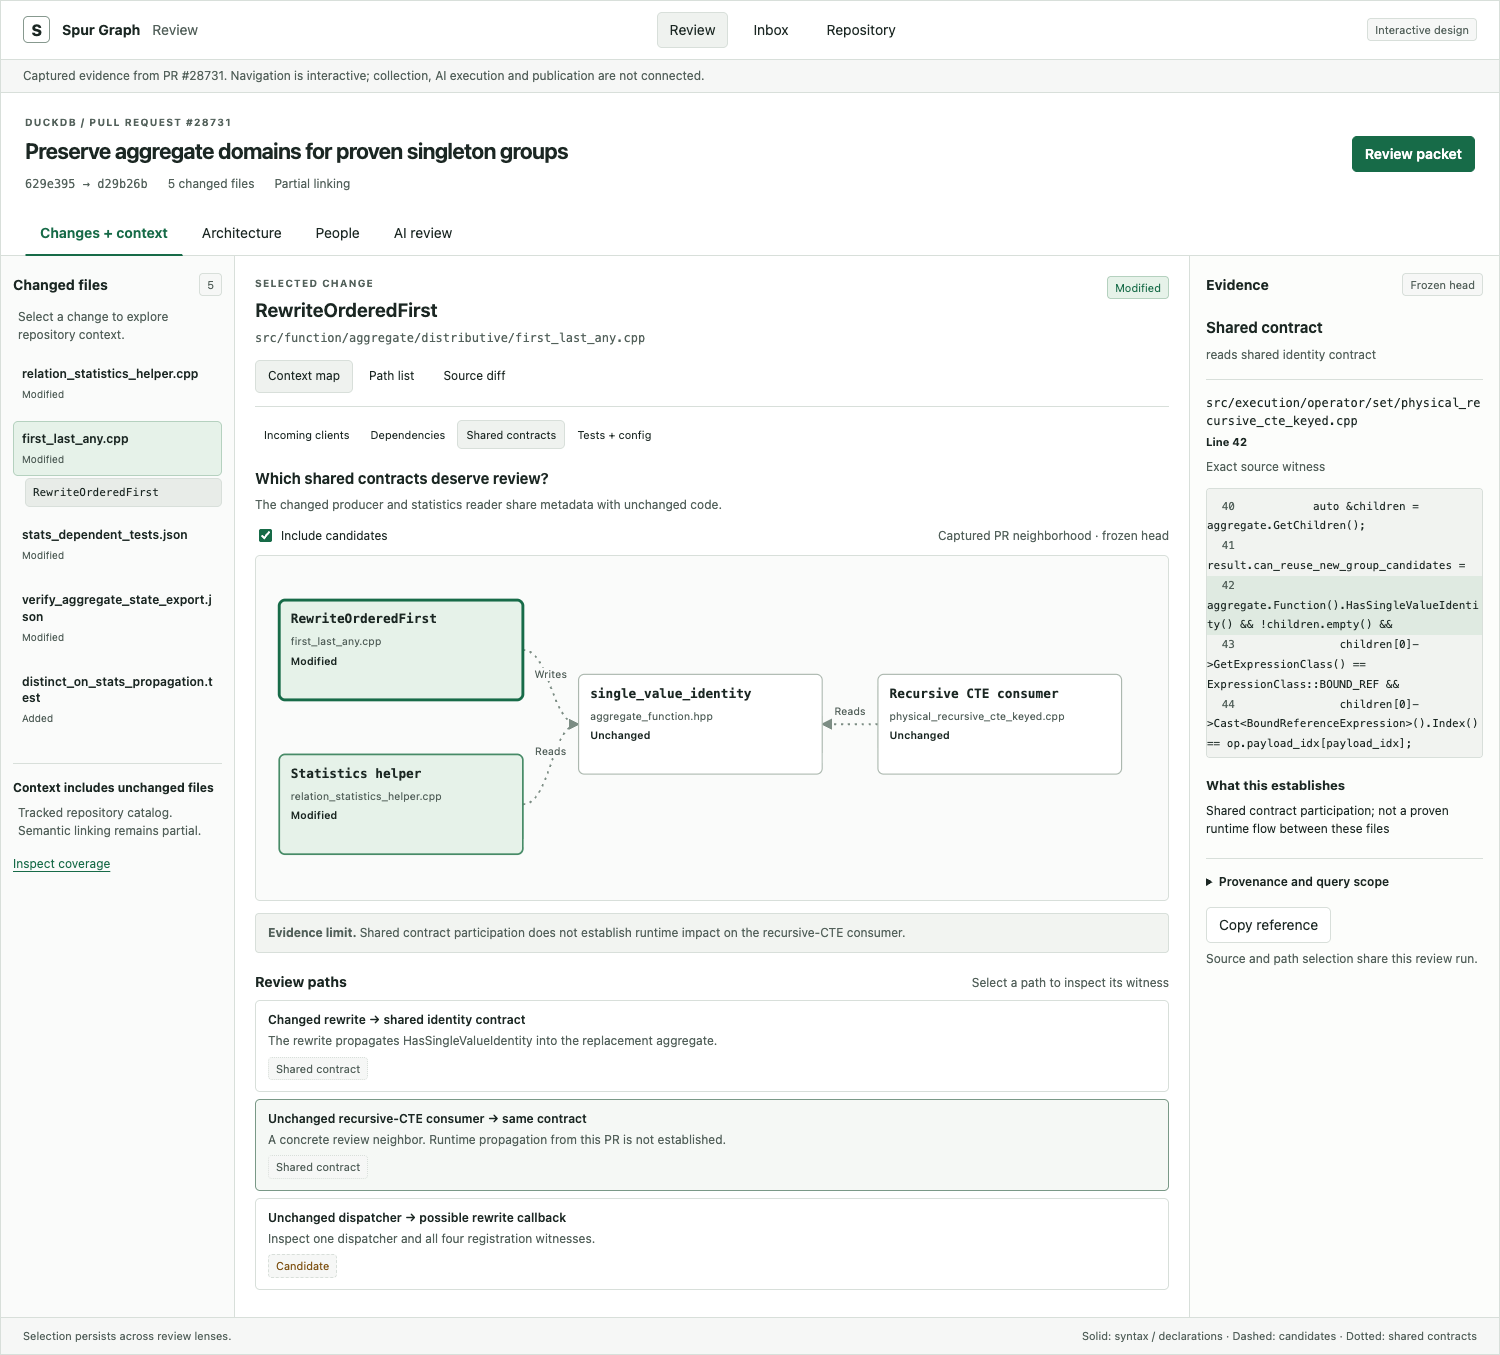 S Spur Graph Review
Review Inbox Repository
Interactive design
Captured evidence from PR #28731. Navigation is interactive; collection, AI execution and publication are not connected.
DUCKDB / PULL REQUEST #28731
Preserve aggregate domains for proven singleton groups
629e395 → d29b26b 5 changed files Partial linking
Review packet
Changes + context Architecture People AI review
Changed files 5
Select a change to explore
repository context.
relation_statistics_helper.cpp
Modified
first_last_any.cpp
Modified
RewriteOrderedFirst
stats_dependent_tests.json
Modified
verify_aggregate_state_export.j
son
Modified
distinct_on_stats_propagation.t
est
Added
Context includes unchanged files
Tracked repository catalog.
Semantic linking remains partial.
Inspect coverage
SELECTED CHANGE
RewriteOrderedFirst
Modified
src/function/aggregate/distributive/first_last_any.cpp
Context map Path list Source diff
Incoming clients Dependencies Shared contracts Tests + config
Which shared contracts deserve review?
The changed producer and statistics reader share metadata with unchanged code.
Include candidates
Captured PR neighborhood · frozen head
RewriteOrderedFirst
first_last_any.cpp
Modified
Writes
Statistics helper
relation_statistics_helper.cpp
Modified
Reads
single_value_identity
aggregate_function.hpp
Unchanged
Reads
Recursive CTE consumer
physical_recursive_cte_keyed.cpp
Unchanged
Evidence limit. Shared contract participation does not establish runtime impact on the recursive-CTE consumer.
Review paths
Select a path to inspect its witness
Changed rewrite → shared identity contract
The rewrite propagates HasSingleValueIdentity into the replacement aggregate.
Shared contract
Unchanged recursive-CTE consumer → same contract
A concrete review neighbor. Runtime propagation from this PR is not established.
Shared contract
Unchanged dispatcher → possible rewrite callback
Inspect one dispatcher and all four registration witnesses.
Candidate
Evidence Frozen head
Shared contract
reads shared identity contract
src/execution/operator/set/physical_re
cursive_cte_keyed.cpp
Line 42
Exact source witness
40 auto &children =
aggregate.GetChildren();
41
result.can_reuse_new_group_candidates =
42
aggregate.Function().HasSingleValueIdenti
ty() && !children.empty() &&
43 children[0]-
>GetExpressionClass() ==
ExpressionClass::BOUND_REF &&
44 children[0]-
>Cast<BoundReferenceExpression>().Index()
== op.payload_idx[payload_idx];
What this establishes
Shared contract participation; not a proven
runtime flow between these files
Provenance and query scope
Copy reference
Source and path selection share this review run.
Selection persists across review lenses.
Solid: syntax / declarations · Dashed: candidates · Dotted: shared contracts